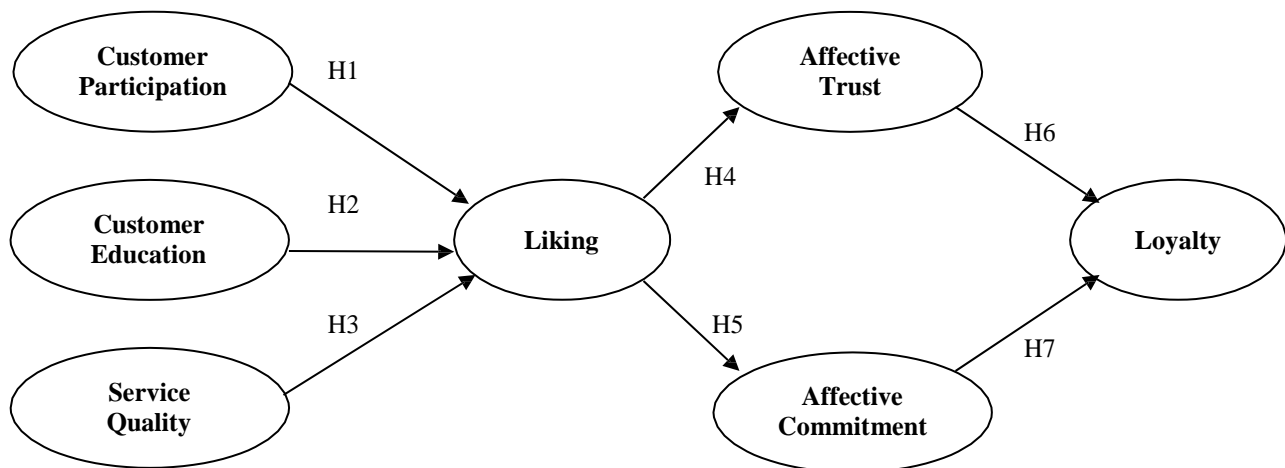 Customer
Participation
H1
Customer
Education
H2
Service
Quality
H3
Liking
H4
H5
Affective
Trust
Affective
Commitment
H6
H7
Loyalty